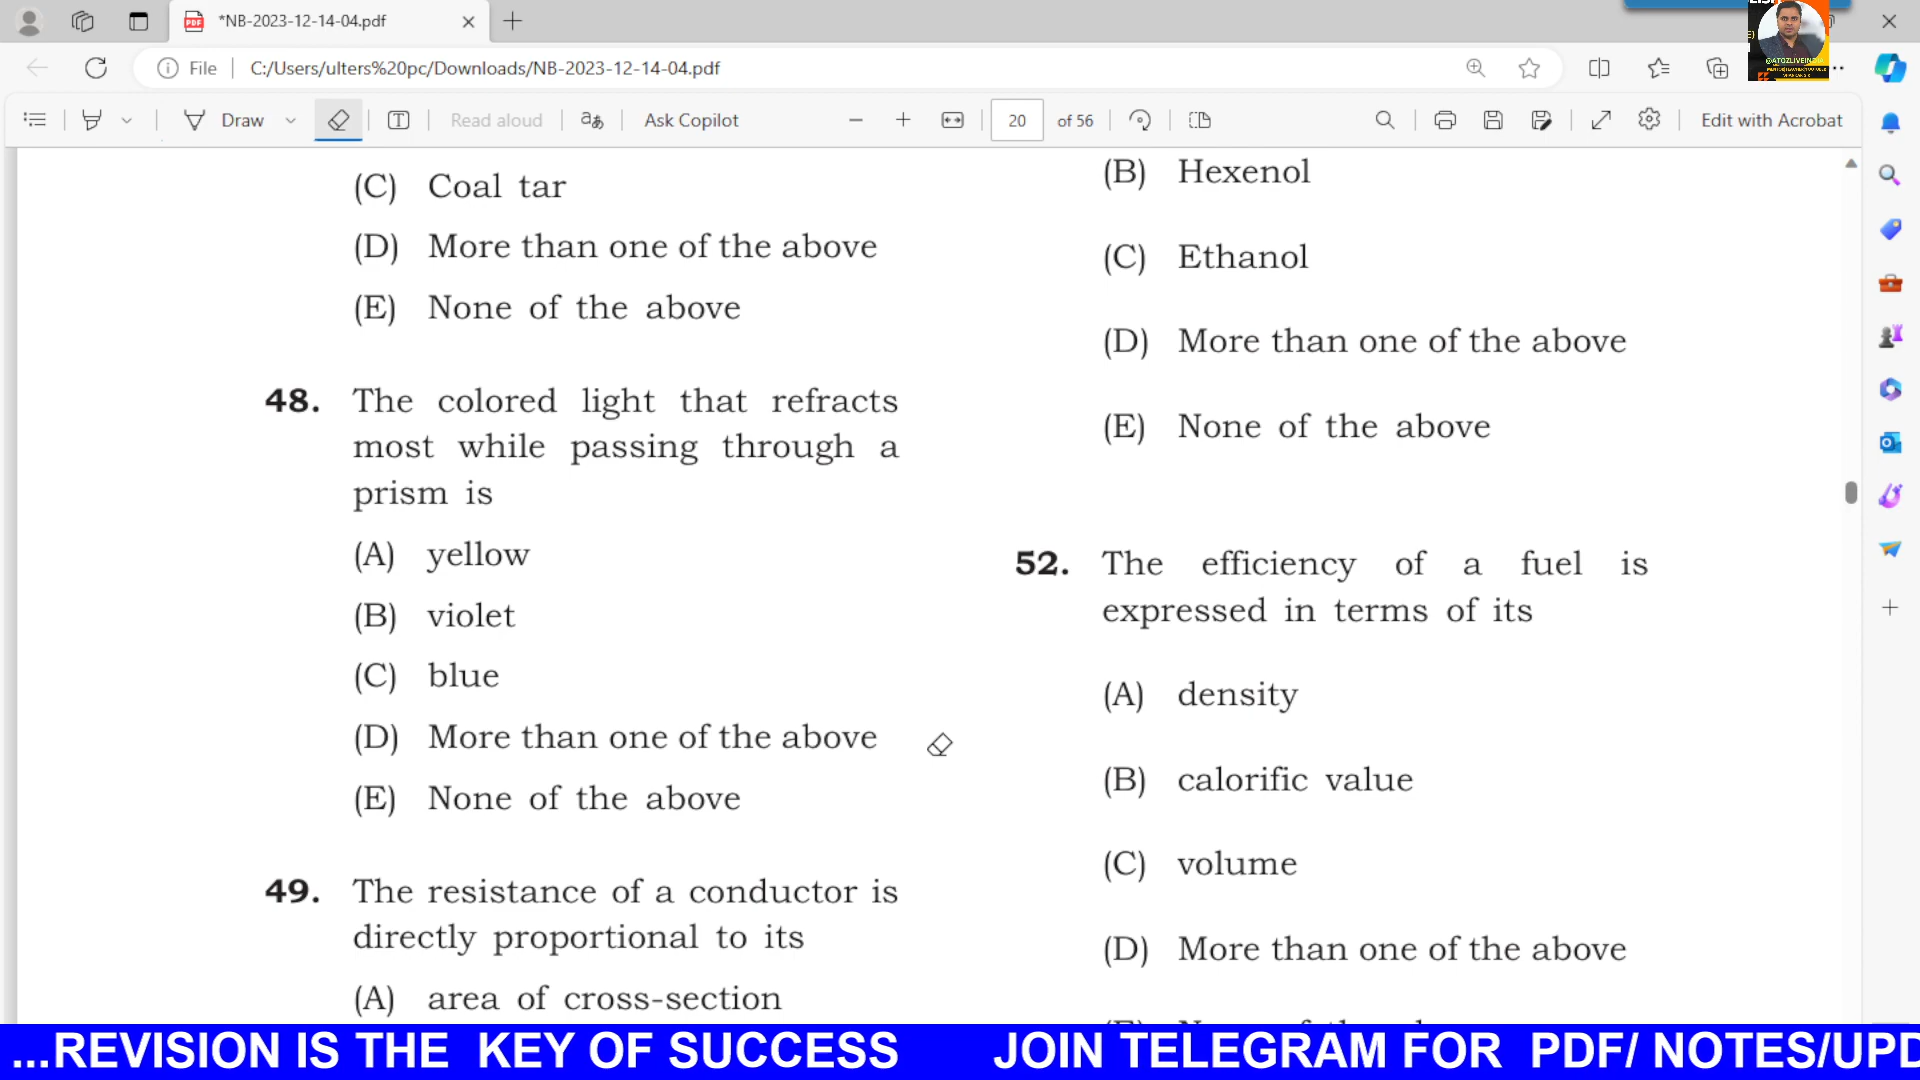 *NB-2023-12-14-04.pdf
File
C:/Users/ulters%20pc/Downloads/NB-2023-12-14-04.pdf
@ATOZLIVEINDIA
Draw
Read aloud
Ask Copilot
20 of 56
Edit with Acrobat
(C) Coal tar
(D) More than one of the above
(E) None of the above
48. The colored light that refracts
most while passing through a
prism is
(A) yellow
(B) violet
(C) blue
(D) More than one of the above
(E) None of the above
49. The resistance of a conductor is
directly proportional to its
(A) area of cross-section
(B) Hexenol
(C) Ethanol
(D) More than one of the above
(E) None of the above
52. The efficiency of a fuel is
expressed in terms of its
(A) density
(B) calorific value
(C) volume
(D) More than one of the above
...REVISION IS THE KEY OF SUCCESS JOIN TELEGRAM FOR PDF/ NOTES/UPD